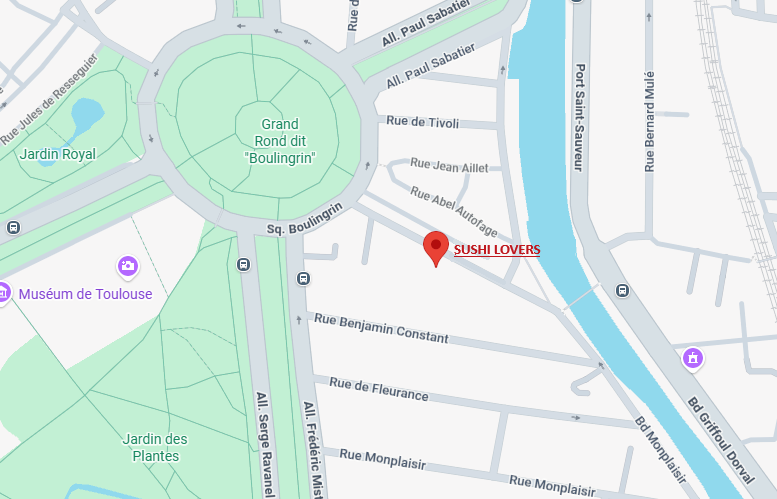 Rue d
All. Paul Sabatier
All. Paul Sabatier
Rue Jules de Resseguier
Grand
Rond dit
"Boulingrin"
Rue de Tivoli
Port Saint-Sauveur
Rue Bernard Mulé
Jardin Royal
Rue Jean Aillet
Rue Abel Autofage
Sq. Boulingrin
SUSHI LOVERS
Muséum de Toulouse
Rue Benjamin Constant
Rue de Fleurance
All. Serge Ravanel
All. Frédéric Mist
Bd Griffoul Dorval
Bd Monplaisir
Jardin des
Plantes
Rue Monplaisir
Rue Monplaisir